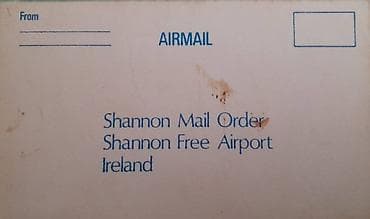 From
AIRMAIL
Shannon Mail Order
Shannon Free Airport
Ireland